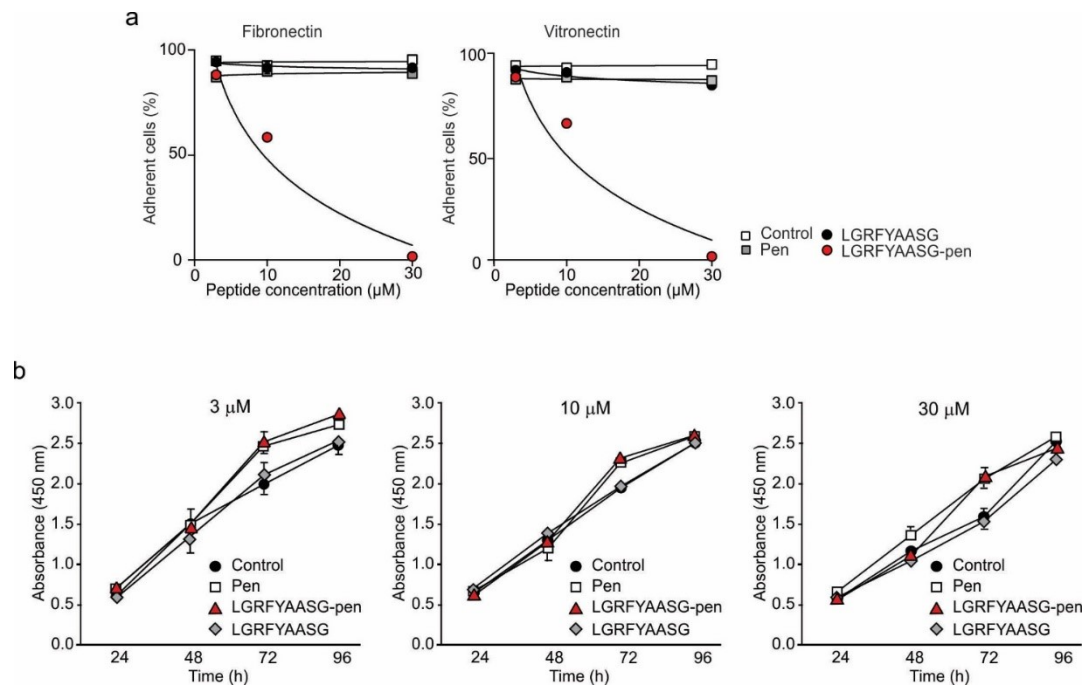 a
Fibronectin
Vitronectin
100
50
0
Adherent cells (%)
0
10
20
30
Peptide concentration (µM)
100
50
0
Adherent cells (%)
0
10
20
30
Peptide concentration (µM)
Control
LGRFYAASG
Pen
LGRFYAASG-pen
b
3 µM
3.0
2.5
2.0
1.5
1.0
0.5
0.0
Absorbance (450 nm)
Control
Pen
LGRFYAASG-pen
LGRFYAASG
24
48
72
96
Time (h)
10 µM
3.0
2.5
2.0
1.5
1.0
0.5
0.0
Absorbance (450 nm)
Control
Pen
LGRFYAASG-pen
LGRFYAASG
24
48
72
96
Time (h)
30 µM
3.0
2.5
2.0
1.5
1.0
0.5
0.0
Absorbance (450 nm)
Control
Pen
LGRFYAASG-pen
LGRFYAASG
24
48
72
96
Time (h)